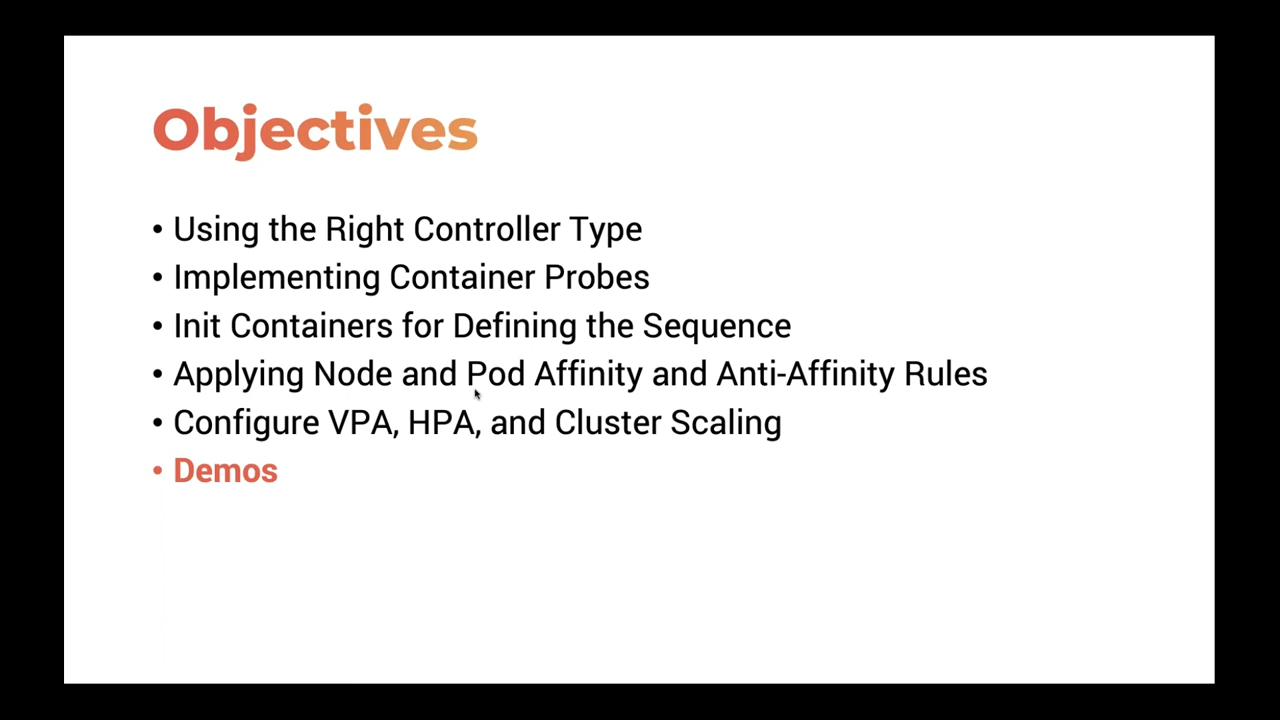 Objectives
• Using the Right Controller Type
• Implementing Container Probes
• Init Containers for Defining the Sequence
• Applying Node and Pod Affinity and Anti-Affinity Rules
• Configure VPA, HPA, and Cluster Scaling
• Demos